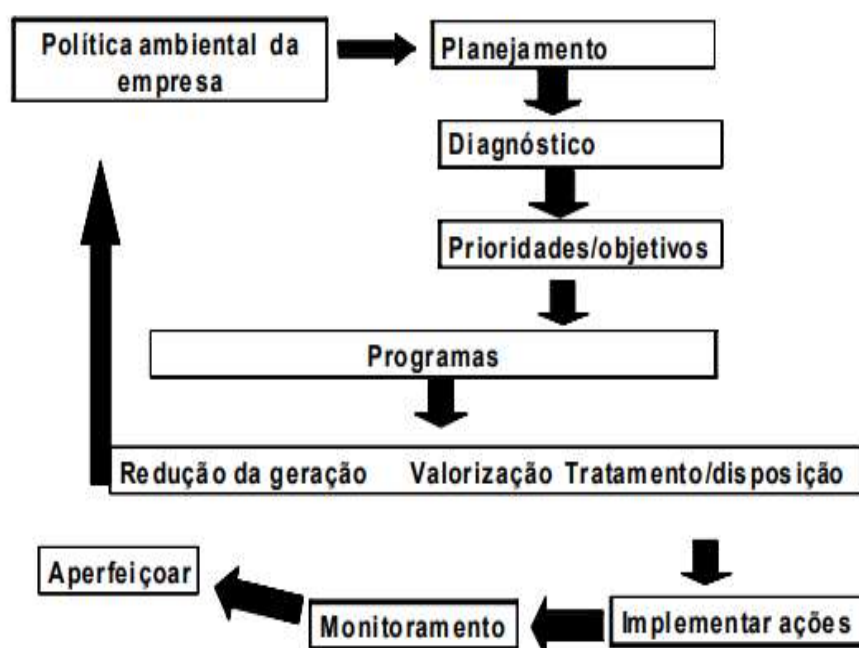 Política ambiental da
empresa
Planejamento
Diagnóstico
Prioridades/objetivos
Programas
Redução da geração Valorização Tratamento/disposição
Implementar ações
Monitoramento
Aperfeiçoar